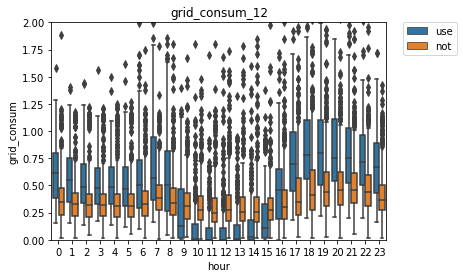 grid_consum_12
use
not
2.00
1.75
1.50
1.25
1.00
0.75
0.50
0.25
0.00
grid_consum
0 1 2 3 4 5 6 7 8 9 10 11 12 13 14 15 16 17 18 19 20 21 22 23
hour